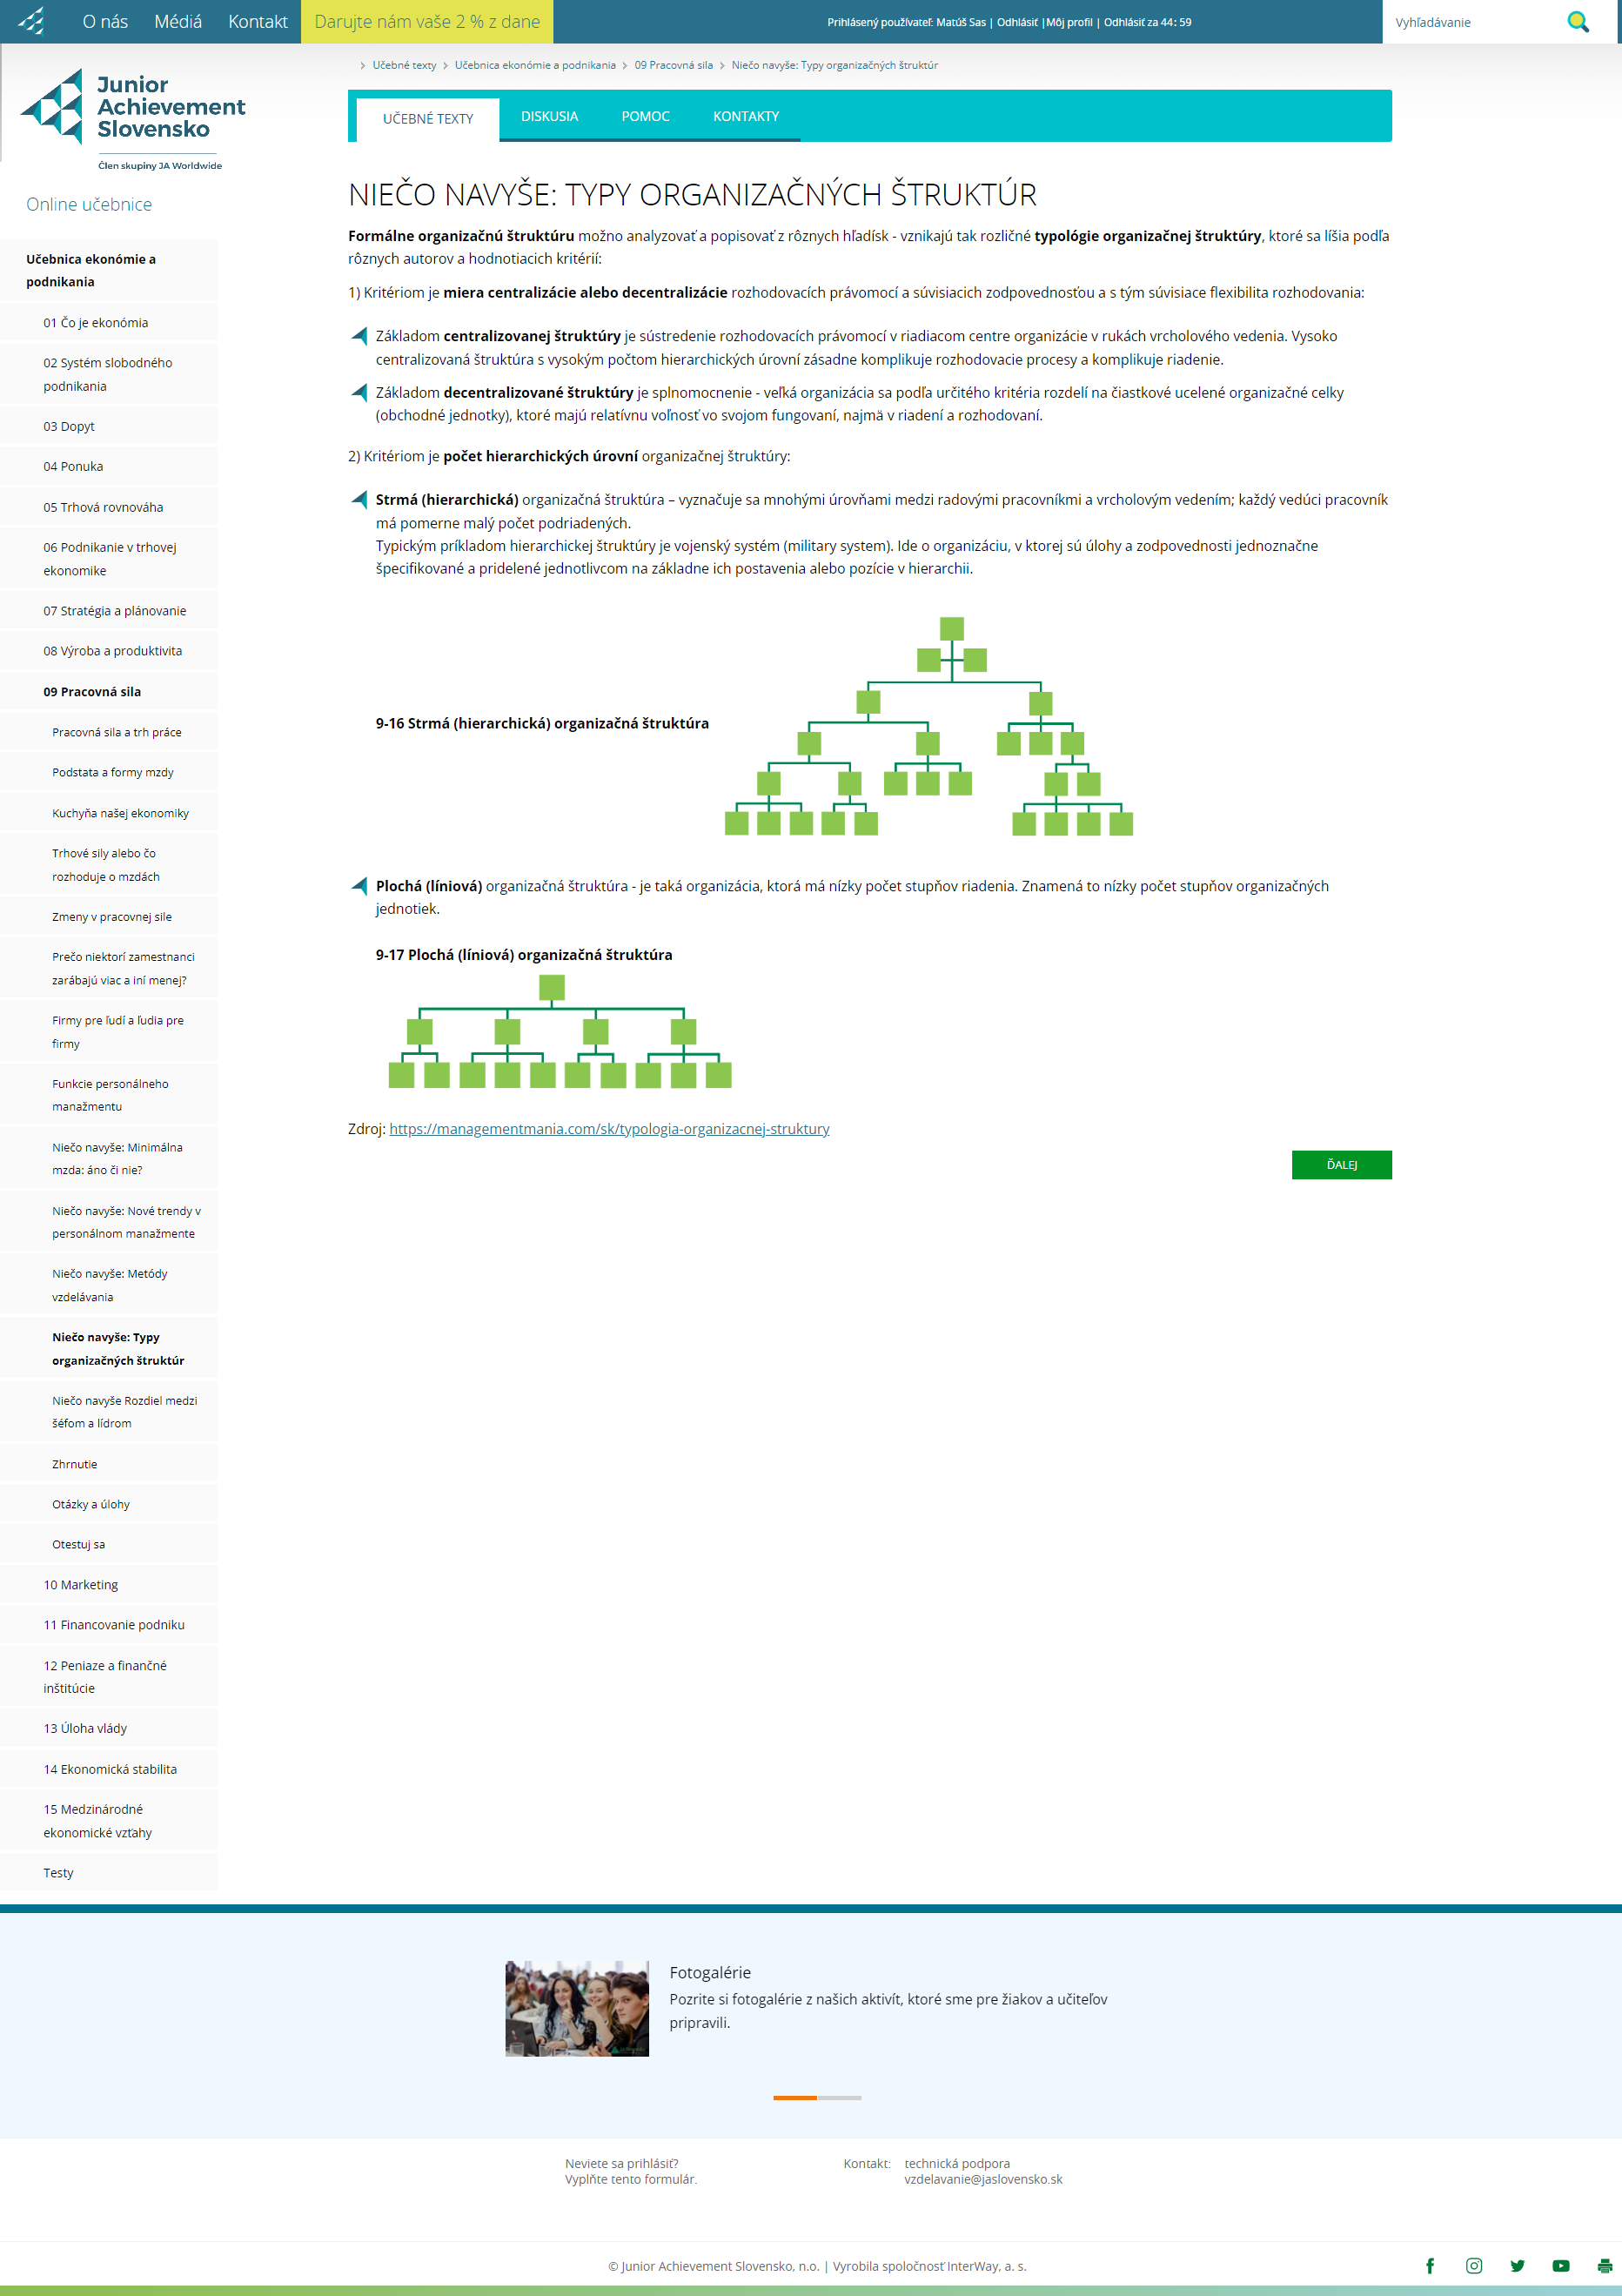 O nás Médiá Kontakt Darujte nám vaše 2 % z dane Prihlásený používateľ: Matúš Sas | Odhlásiť |Môj profil | Odhlásiť za 44: 59 Vyhľadávanie
Junior
Achievement
Slovensko
Člen skupiny JA Worldwide
Online učebnice
Učebnica ekonómie a
podnikania
01 Čo je ekonómia
02 Systém slobodného
podnikania
03 Dopyt
04 Ponuka
05 Trhová rovnováha
06 Podnikanie v trhovej
ekonomike
07 Stratégia a plánovanie
08 Výroba a produktivita
09 Pracovná sila
Pracovná sila a trh práce
Podstata a formy mzdy
Kuchyňa našej ekonomiky
Trhové sily alebo čo
rozhoduje o mzdách
Zmeny v pracovnej sile
Prečo niektorí zamestnanci
zarábajú viac a iní menej?
Firmy pre ľudí a ľudia pre
firmy
Funkcie personálneho
manažmentu
Niečo navyše: Minimálna
mzda: áno či nie?
Niečo navyše: Nové trendy v
personálnom manažmente
Niečo navyše: Metódy
vzdelávania
Niečo navyše: Typy
organizačných štruktúr
Niečo navyše Rozdiel medzi
šéfom a lídrom
Zhrnutie
Otázky a úlohy
Otestuj sa
10 Marketing
11 Financovanie podniku
12 Peniaze a finančné
inštitúcie
13 Úloha vlády
14 Ekonomická stabilita
15 Medzinárodné
ekonomické vzťahy
Testy
Učebné texty Učebnica ekonómie a podnikania 09 Pracovná sila Niečo navyše: Typy organizačných štruktúr
UČEBNÉ TEXTY DISKUSIA POMOC KONTAKTY
NIEČO NAVYŠE: TYPY ORGANIZAČNÝCH ŠTRUKTÚR
Formálne organizačnú štruktúru možno analyzovať a popisovať z rôznych hľadísk - vznikajú tak rozličné typológie organizačnej štruktúry, ktoré sa líšia podľa
rôznych autorov a hodnotiacich kritérií:
1) Kritériom je miera centralizácie alebo decentralizácie rozhodovacích právomocí a súvisiacich zodpovednosťou a s tým súvisiace flexibilita rozhodovania:
Základom centralizovanej štruktúry je sústredenie rozhodovacích právomocí v riadiacom centre organizácie v rukách vrcholového vedenia. Vysoko
centralizovaná štruktúra s vysokým počtom hierarchických úrovní zásadne komplikuje rozhodovacie procesy a komplikuje riadenie.
Základom decentralizované štruktúry je splnomocnenie - veľká organizácia sa podľa určitého kritéria rozdelí na čiastkové ucelené organizačné celky
(obchodné jednotky), ktoré majú relatívnu voľnosť vo svojom fungovaní, najmä v riadení a rozhodovaní.
2) Kritériom je počet hierarchických úrovní organizačnej štruktúry:
Strmá (hierarchická) organizačná štruktúra – vyznačuje sa mnohými úrovňami medzi radovými pracovníkmi a vrcholovým vedením; každý vedúci pracovník
má pomerne malý počet podriadených.
Typickým príkladom hierarchickej štruktúry je vojenský systém (military system). Ide o organizáciu, v ktorej sú úlohy a zodpovednosti jednoznačne
špecifikované a pridelené jednotlivcom na základne ich postavenia alebo pozície v hierarchii.
9-16 Strmá (hierarchická) organizačná štruktúra
Plochá (líniová) organizačná štruktúra - je taká organizácia, ktorá má nízky počet stupňov riadenia. Znamená to nízky počet stupňov organizačných
jednotiek.
9-17 Plochá (líniová) organizačná štruktúra
Zdroj: https://managementmania.com/sk/typologia-organizacnej-struktury
ĎALEJ
Fotogalérie
Pozrite si fotogalérie z našich aktivít, ktoré sme pre žiakov a učiteľov
pripravili.
Neviete sa prihlásiť?
Vyplňte tento formulár.
Kontakt: technická podpora
vzdelavanie@jaslovensko.sk
© Junior Achievement Slovensko, n.o. | Vyrobila spoločnosť InterWay, a. s.